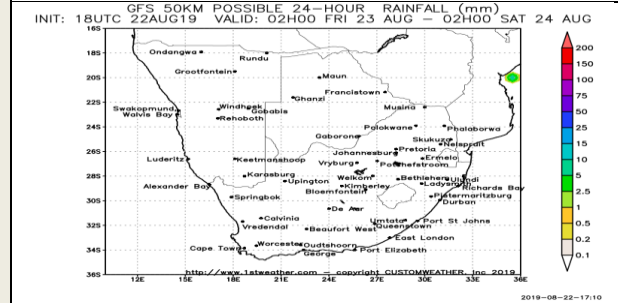 GFS 50KM POSSIBLE 24-HOUR RAINFALL (mm)
INIT: 18UTC 22AUG19 VALID: 02H00 FRI 23 AUG - 02H00 SAT 24 AUG
16S
Ondangwa
Rundu
18S
Grootfontein
Maun
20S
Francistown
Ghanzi
22S
Windhoek
Gobabis
Musina
Swakopmund
Walvis Bay
Rehoboth
24S
Polokwane
Phalaborwa
Gaborone
Skukuza
Nelspruit
Pretoria
Johannesburg
26S
Luderitz
Keetmanshoop
Vryburg
Ermelo
Potchefstroom
Karasburg
Upington
Welkom
Bethlehem
Ulundi
28S
Alexander Bay
Kimberley
Ladysmith
Richards Bay
Bloemfontein
Springbok
Pietermaritzburg
30S
Durban
De Aar
Calvinia
Umtata
Port St Johns
32S
Vredendal
Beaufort West
Queenstown
East London
Worcester
Oudtshoorn
34S
Cape Town
George
Port Elizabeth
36S
http://www.1stweather.com - copyright CUSTOMWEATHER, Inc 2019
12E 15E 18E 21E 24E 27E 30E 33E 36E
200
150
100
75
50
25
15
10
5
2.5
1
0.5
0.2
0.1
2019-08-22-17:10